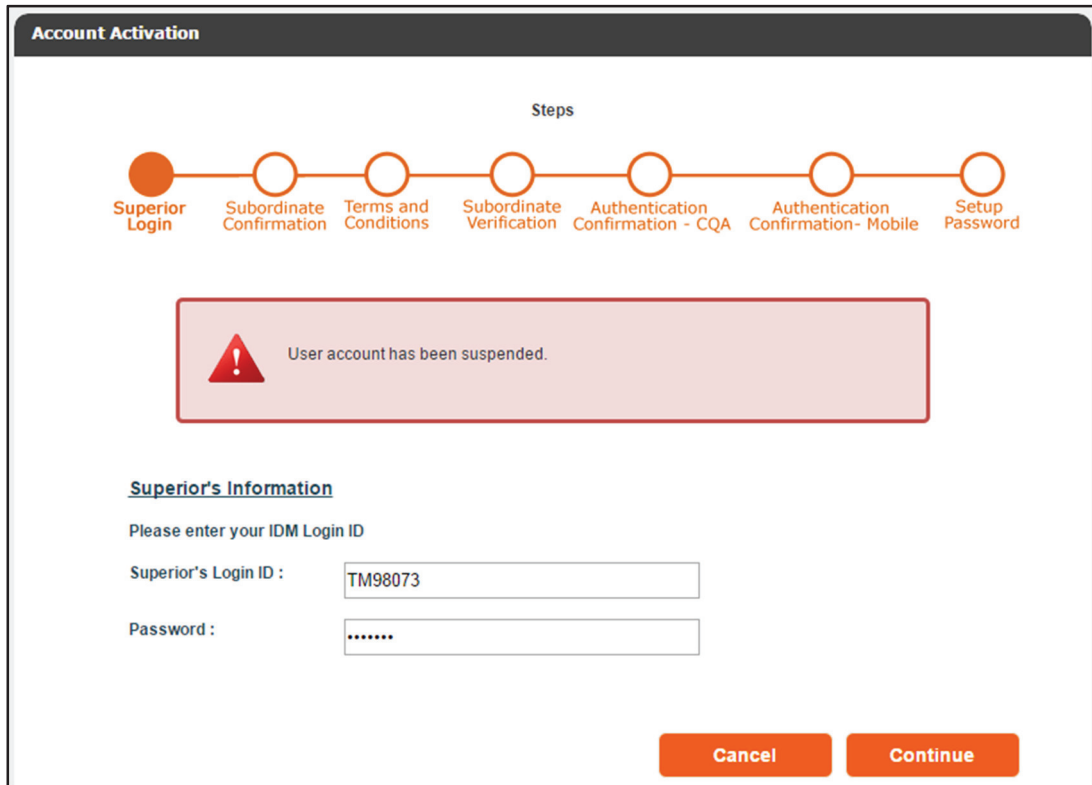 Account Activation
Steps
Superior
Login
Subordinate
Confirmation
Terms and
Conditions
Subordinate
Verification
Authentication
Confirmation - CQA
Authentication
Confirmation- Mobile
Setup
Password
User account has been suspended.
Superior's Information
Please enter your IDM Login ID
Superior's Login ID :
TM98073
Password :
•••••••
Cancel
Continue